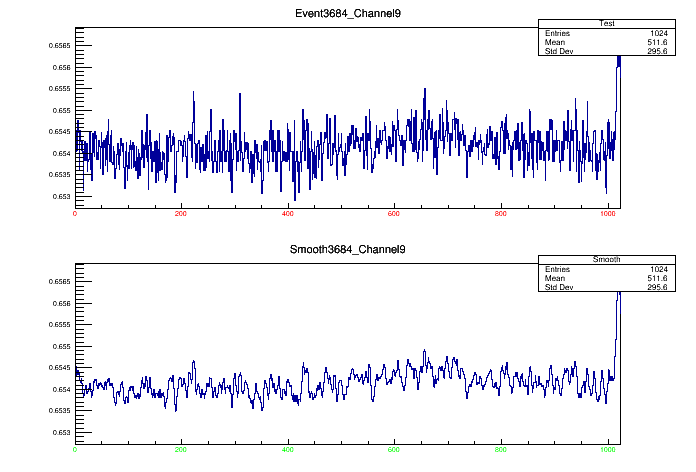 Event3684_Channel9
Test
Entries 1024
Mean 511.6
Std Dev 295.6
0.6565
0.656
0.6555
0.655
0.6545
0.654
0.6535
0.653
0 200 400 600 800 1000
Smooth3684_Channel9
Smooth
Entries 1024
Mean 511.6
Std Dev 295.6
0.6565
0.656
0.6555
0.655
0.6545
0.654
0.6535
0.653
0 200 400 600 800 1000